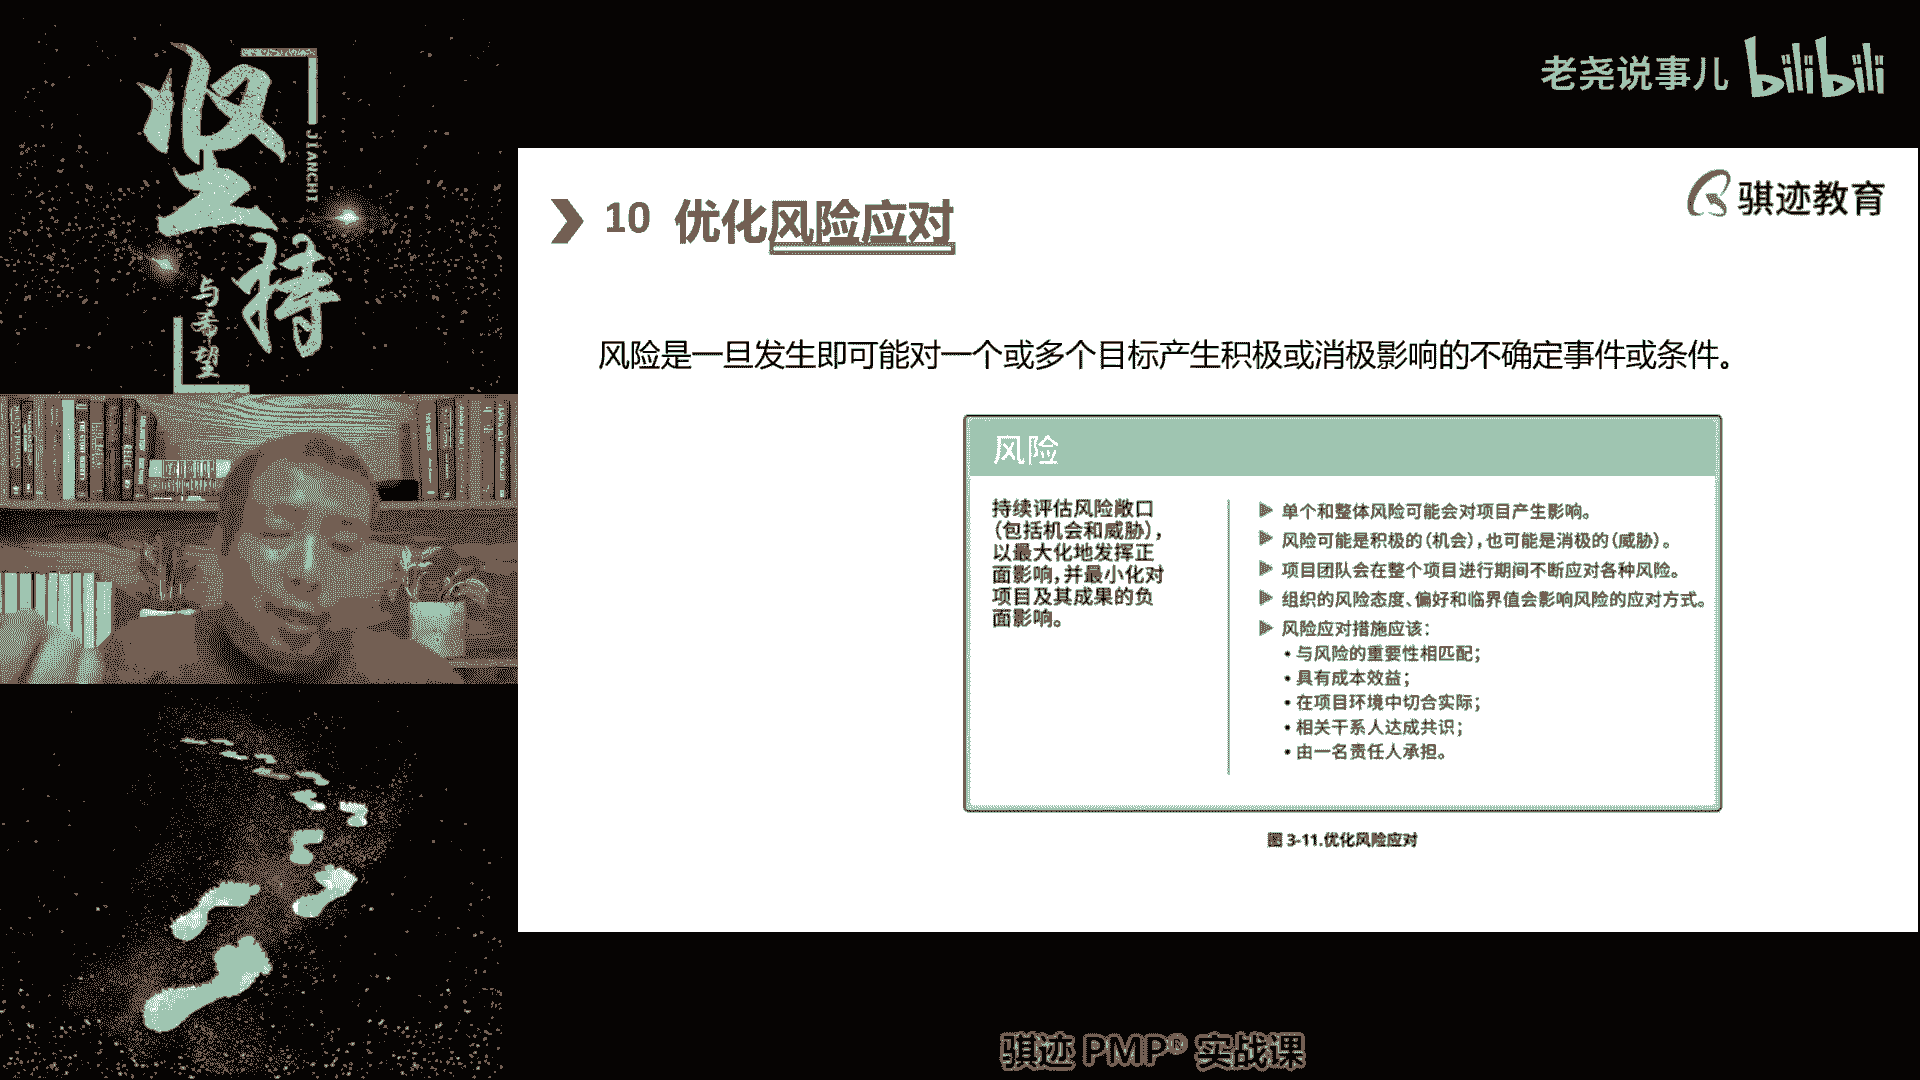 坚持
JIANCHI
与希望
老尧说事儿 bilibili
骐迹教育
10 优化风险应对
风险是一旦发生即可能对一个或多个目标产生积极或消极影响的不确定事件或条件。
风险
持续评估风险敞口
(包括机会和威胁),
以最大化地发挥正
面影响,并最小化对
项目及其成果的负
面影响。
单个和整体风险可能会对项目产生影响。
风险可能是积极的(机会),也可能是消极的(威胁)。
项目团队会在整个项目进行期间不断应对各种风险。
组织的风险态度、偏好和临界值会影响风险的应对方式。
风险应对措施应该:
• 与风险的重要性相匹配;
• 具有成本效益;
• 在项目环境中切合实际;
• 相关干系人达成共识;
• 由一名责任人承担。
图 3-11.优化风险应对
骐迹 PMP® 实战课